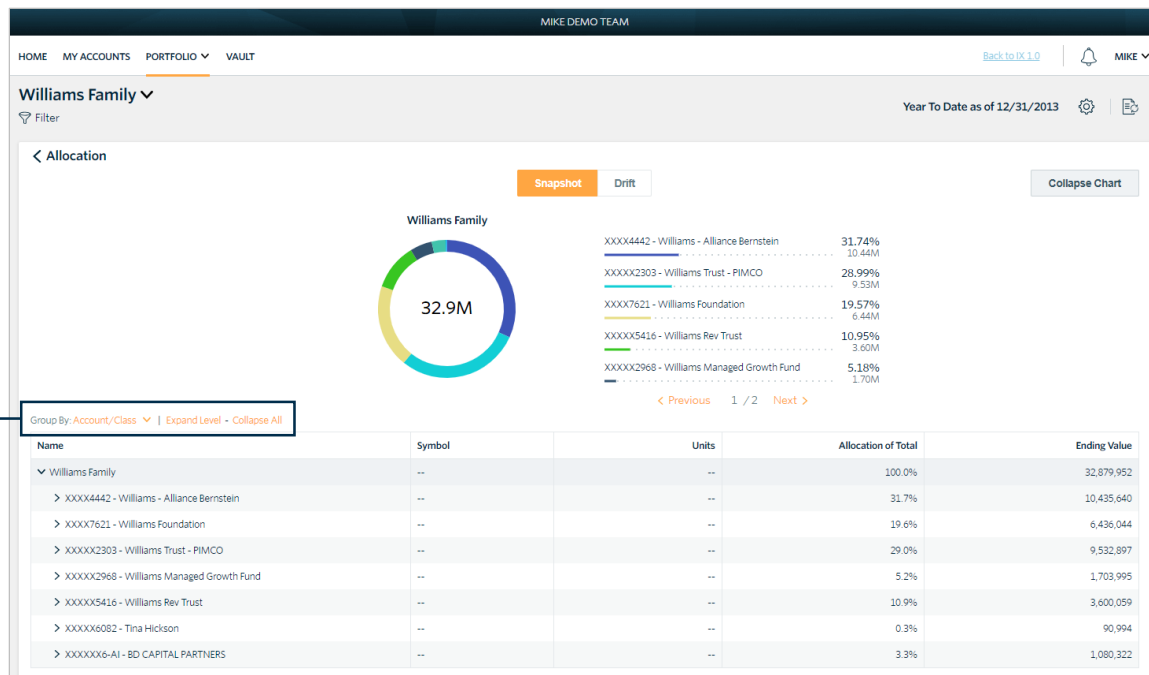 MIKE DEMO TEAM
HOME MY ACCOUNTS PORTFOLIO VAULT Back to IX 1.0 MIKE
Williams Family
Filter
Year To Date as of 12/31/2013
Allocation
Snapshot Drift Collapse Chart
Williams Family
32.9M
XXXX4442 - Williams - Alliance Bernstein 31.74%
10.44M
XXXXX2303 - Williams Trust - PIMCO 28.99%
9.53M
XXXX7621 - Williams Foundation 19.57%
6.44M
XXXXX5416 - Williams Rev Trust 10.95%
3.60M
XXXXX2968 - Williams Managed Growth Fund 5.18%
1.70M
< Previous 1 / 2 Next >
Group By: Account/Class | Expand Level - Collapse All
Name Symbol Units Allocation of Total Ending Value
Williams Family -- -- 100.0% 32,879,952
XXXX4442 - Williams - Alliance Bernstein -- -- 31.7% 10,435,640
XXXX7621 - Williams Foundation -- -- 19.6% 6,436,044
XXXXX2303 - Williams Trust - PIMCO -- -- 29.0% 9,532,897
XXXXX2968 - Williams Managed Growth Fund -- -- 5.2% 1,703,995
XXXXX5416 - Williams Rev Trust -- -- 10.9% 3,600,059
XXXXX6082 - Tina Hickson -- -- 0.3% 90,994
XXXXXX6-AI - BD CAPITAL PARTNERS -- -- 3.3% 1,080,322